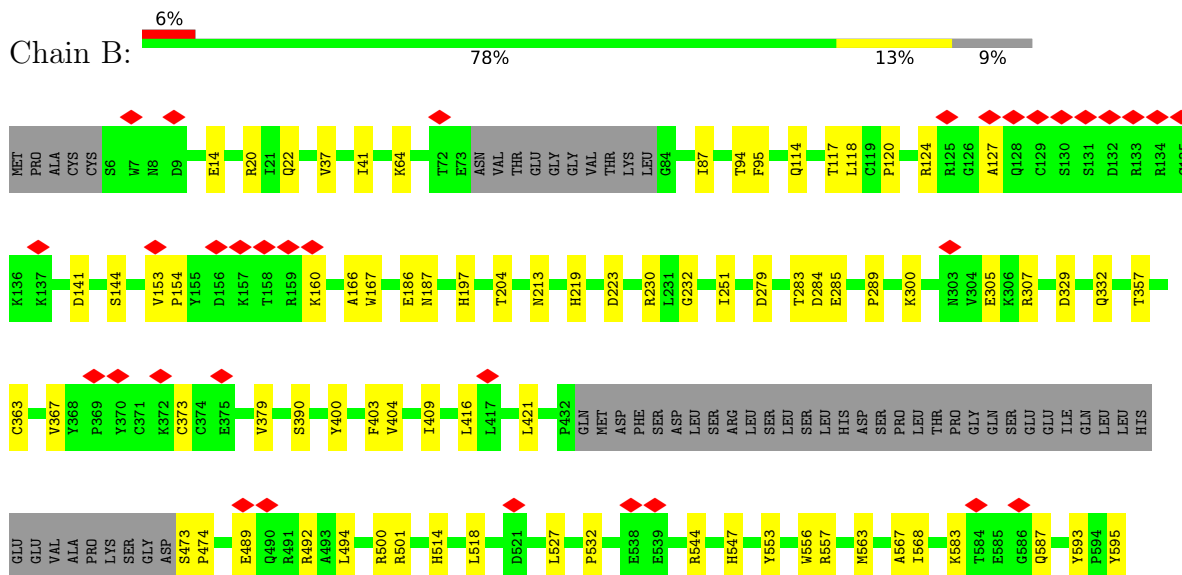 6%
Chain B:
78% 13% 9%
MET PRO ALA CYS CYS S6 W7 N8 D9 E14 R20 I21 Q22 V37 I41 K64 T72 E73 ASN VAL THR GLU GLY GLY VAL THR LYS LEU G84 I87 T94 F95 Q114 T117 L118 C119 P120 R124 R125 G126 A127 Q128 C129 S130 S131 D132 R133 R134
K136 K137 D141 S144 V153 P154 Y155 D156 K157 T158 R159 K160 A166 W167 E186 N187 H197 T204 N213 H219 D223 R230 L231 G232 I251 D279 T283 D284 E285 P289 K300 N303 V304 E305 K306 R307 D329 Q332 T357
C363 V367 Y368 P369 Y370 C371 K372 C373 C374 E375 V379 S390 Y400 F403 V404 I409 L416 L417 L421 P432 GLN MET ASP PHE SER ASP LEU SER ARG LEU SER LEU SER LEU HIS ASP SER PRO LEU THR PRO GLY GLN SER GLU GLU ILE GLN LEU LEU HIS
GLU GLU VAL ALA PRO LYS SER GLY ASP S473 P474 E489 Q490 R491 R492 A493 L494 R500 R501 H514 L518 D521 L527 P532 E538 E539 R544 H547 Y553 W556 R557 M563 A567 I568 K583 T584 E585 G586 Q587 Y593 P594 Y595